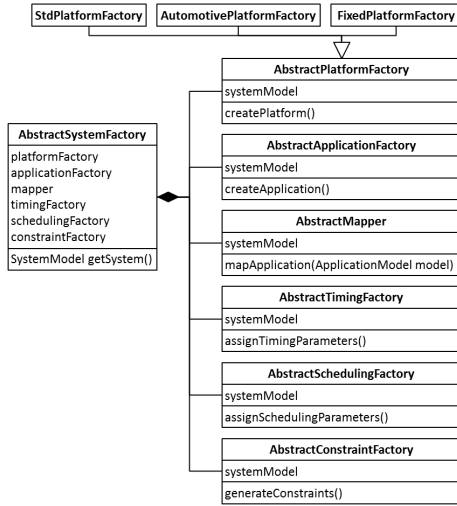 StdPlatformFactory
AutomotivePlatformFactory
FixedPlatformFactory
AbstractPlatformFactory
systemModel
createPlatform()
AbstractSystemFactory
platformFactory
applicationFactory
mapper
timingFactory
schedulingFactory
constraintFactory
SystemModel getSystem()
AbstractApplicationFactory
systemModel
createApplication()
AbstractMapper
systemModel
mapApplication(ApplicationModel model)
AbstractTimingFactory
systemModel
assignTimingParameters()
AbstractSchedulingFactory
systemModel
assignSchedulingParameters()
AbstractConstraintFactory
systemModel
generateConstraints()